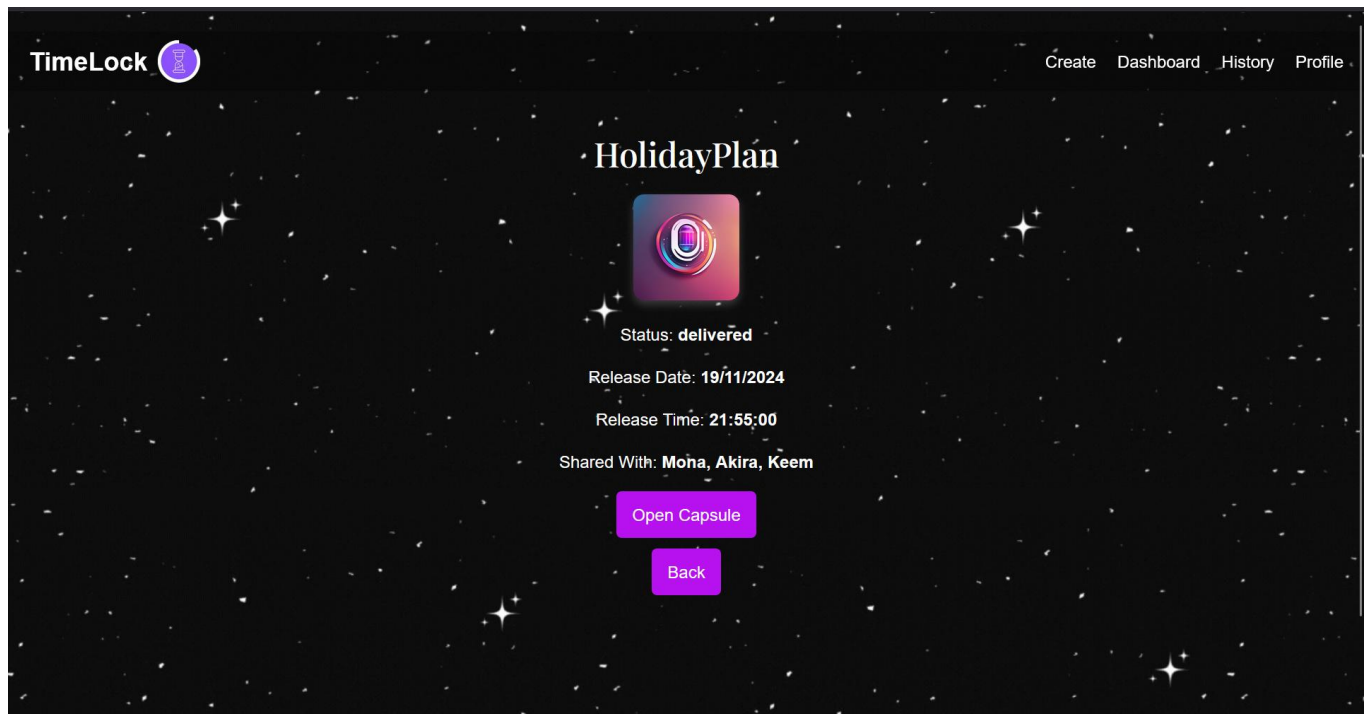 TimeLock
Create Dashboard History Profile
HolidayPlan
Status: delivered
Release Date: 19/11/2024
Release Time: 21:55:00
Shared With: Mona, Akira, Keem
Open Capsule
Back